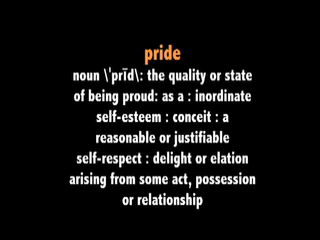 pride
noun \'prīd\: the quality or state
of being proud: as a : inordinate
self-esteem : conceit : a
reasonable or justifiable
self-respect : delight or elation
arising from some act, possession
or relationship